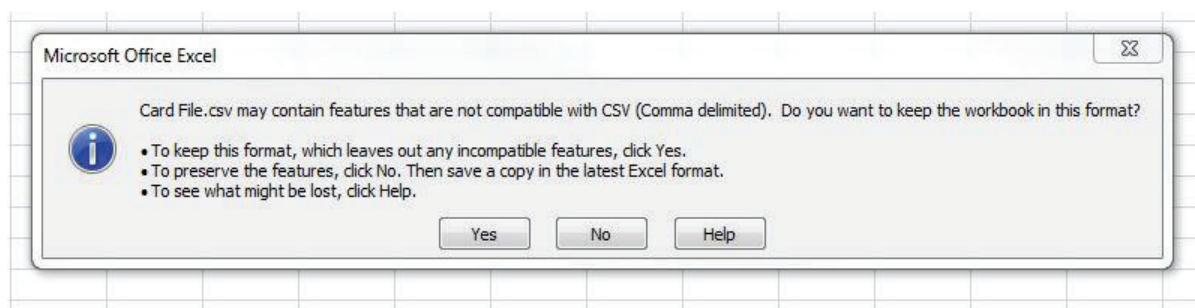 Microsoft Office Excel
Card File.csv may contain features that are not compatible with CSV (Comma delimited).  Do you want to keep the workbook in this format?
• To keep this format, which leaves out any incompatible features, click Yes.
• To preserve the features, click No. Then save a copy in the latest Excel format.
• To see what might be lost, click Help.
Yes No Help